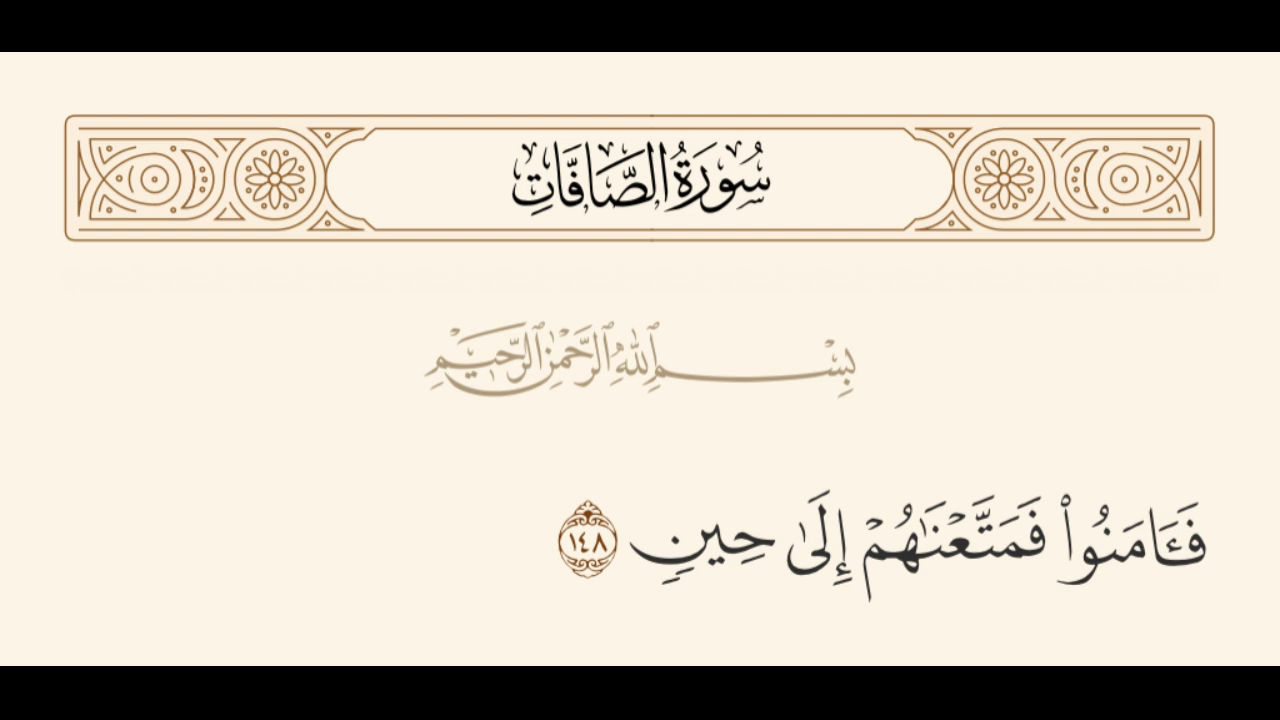 سُورَةُ الصَّافَّاتِ
بِسْمِ ٱللَّهِ ٱلرَّحْمَٰنِ ٱلرَّحِيمِ
فَـَٔامَنُوا۟ فَمَتَّعْنَـٰهُمْ إِلَىٰ حِينٍ ١٤٨